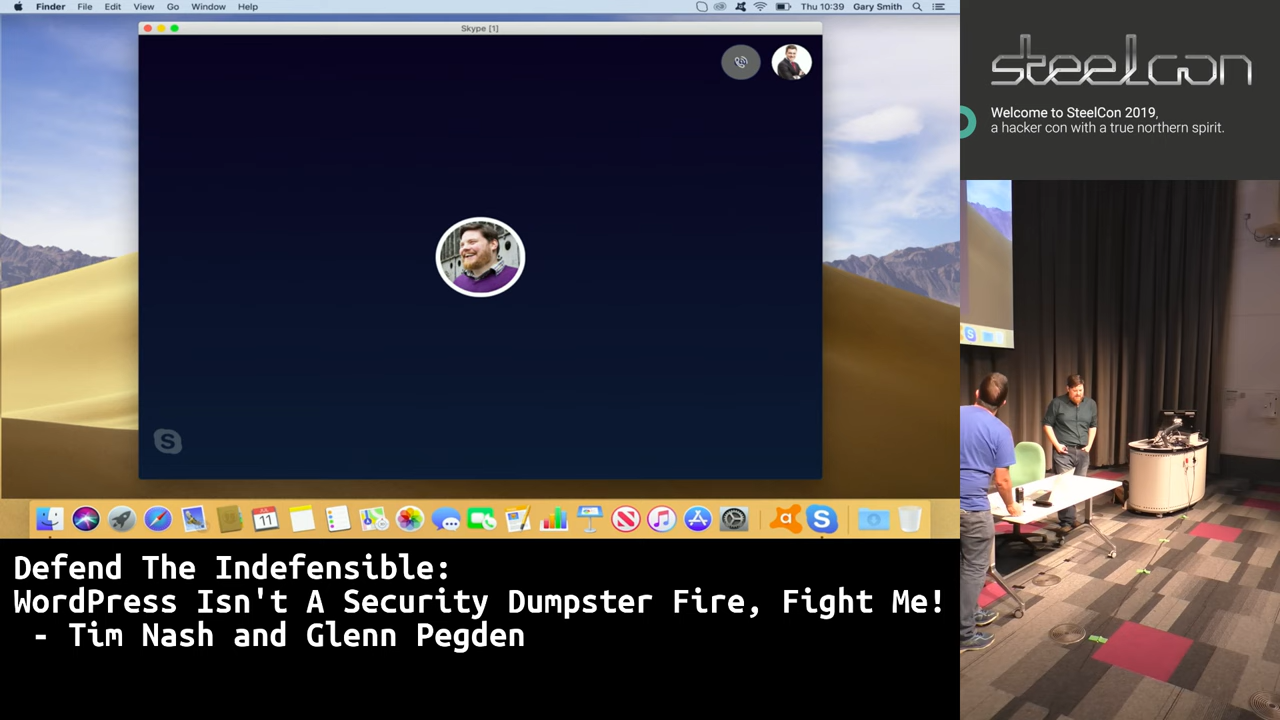 Finder File Edit View Go Window Help Thu 10:39 Gary Smith
Skype [1]
steelcon
Welcome to SteelCon 2019,
a hacker con with a true northern spirit.
S
11
Defend The Indefensible:
WordPress Isn't A Security Dumpster Fire, Fight Me!
- Tim Nash and Glenn Pegden